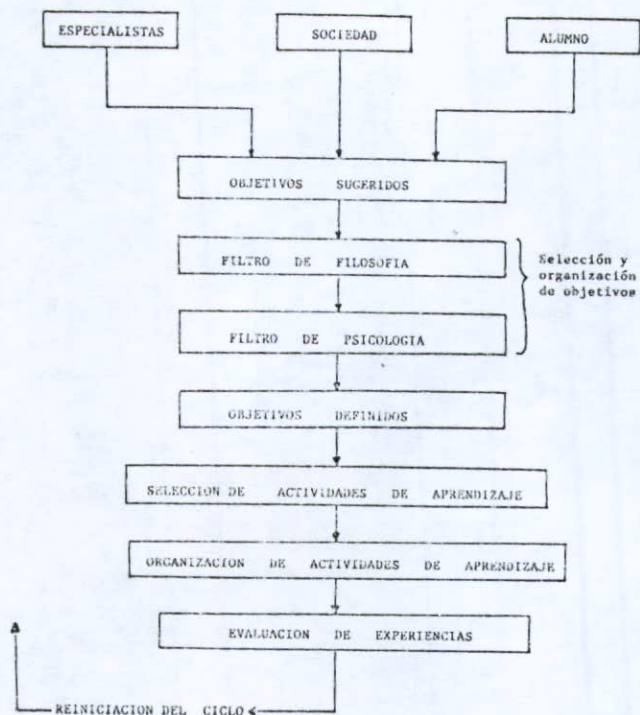 ESPECIALISTAS
SOCIEDAD
ALUMNO
OBJETIVOS SUGERIDOS
FILTRO DE FILOSOFIA
Selección y
organización
de objetivos
FILTRO DE PSICOLOGIA
OBJETIVOS DEFINIDOS
SELECCION DE ACTIVIDADES DE APRENDIZAJE
ORGANIZACION DE ACTIVIDADES DE APRENDIZAJE
EVALUACION DE EXPERIENCIAS
REINICIACION DEL CICLO